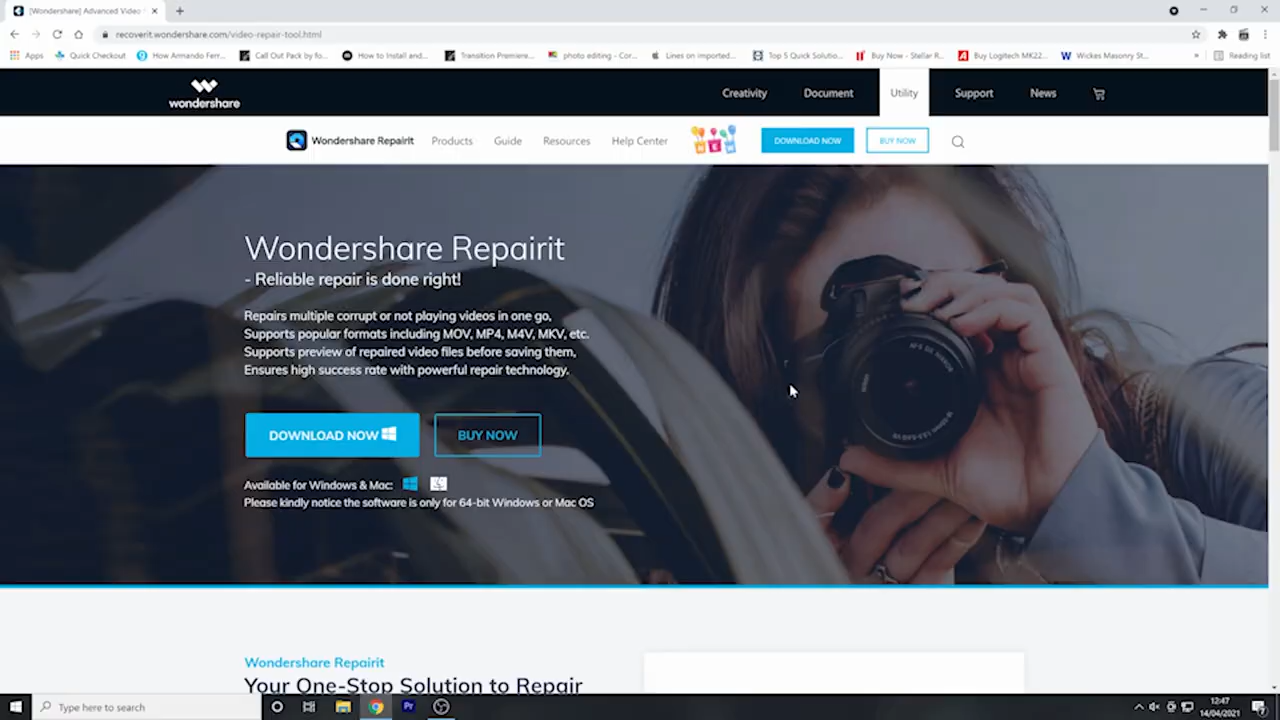 [Wondershare] Advanced Video
recoverit.wondershare.com/video-repair-tool.html
Apps
Quick Checkout
How Armando Ferr...
Call Out Pack by fo...
How to Install and...
Transition Premiere...
photo editing - Cor...
Lines on imported...
Top 5 Quick Solutio...
Buy Now - Stellar R...
Buy Logitech MK22...
Wickes Masonry St...
Reading list
wondershare
Creativity
Document
Utility
Support
News
Wondershare Repairit
Products
Guide
Resources
Help Center
DOWNLOAD NOW
BUY NOW
Wondershare Repairit
- Reliable repair is done right!
Repairs multiple corrupt or not playing videos in one go,
Supports popular formats including MOV, MP4, M4V, MKV, etc.
Supports preview of repaired video files before saving them,
Ensures high success rate with powerful repair technology.
DOWNLOAD NOW
BUY NOW
Available for Windows & Mac:
Please kindly notice the software is only for 64-bit Windows or Mac OS
Wondershare Repairit
Your One-Stop Solution to Repair
Type here to search
Pr
12:47
14/04/2021